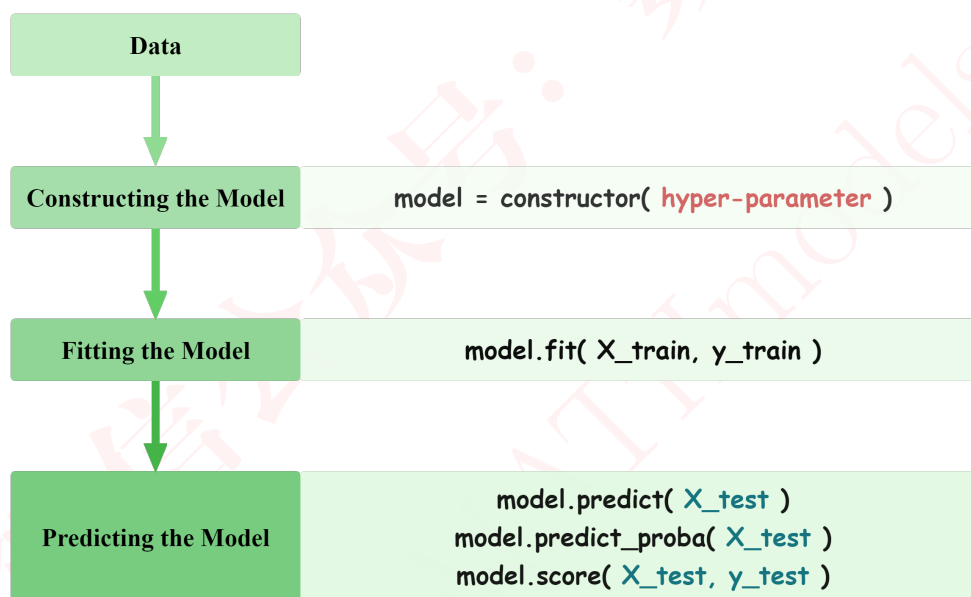 Data
Constructing the Model
model = constructor( hyper-parameter )
Fitting the Model
model.fit( X_train, y_train )
Predicting the Model
model.predict( X_test )
model.predict_proba( X_test )
model.score( X_test, y_test )